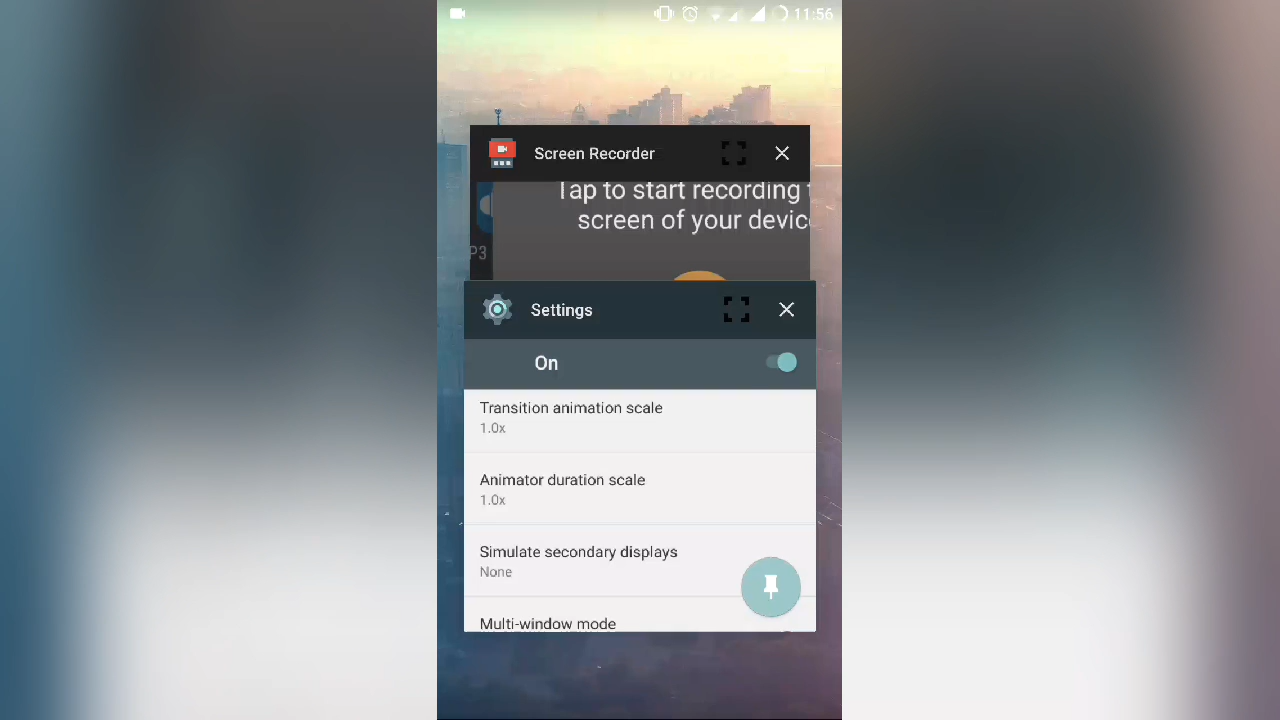 11:56
Screen Recorder
Tap to start recording
screen of your device
P3
Settings
On
Transition animation scale
1.0x
Animator duration scale
1.0x
Simulate secondary displays
None
Multi-window mode